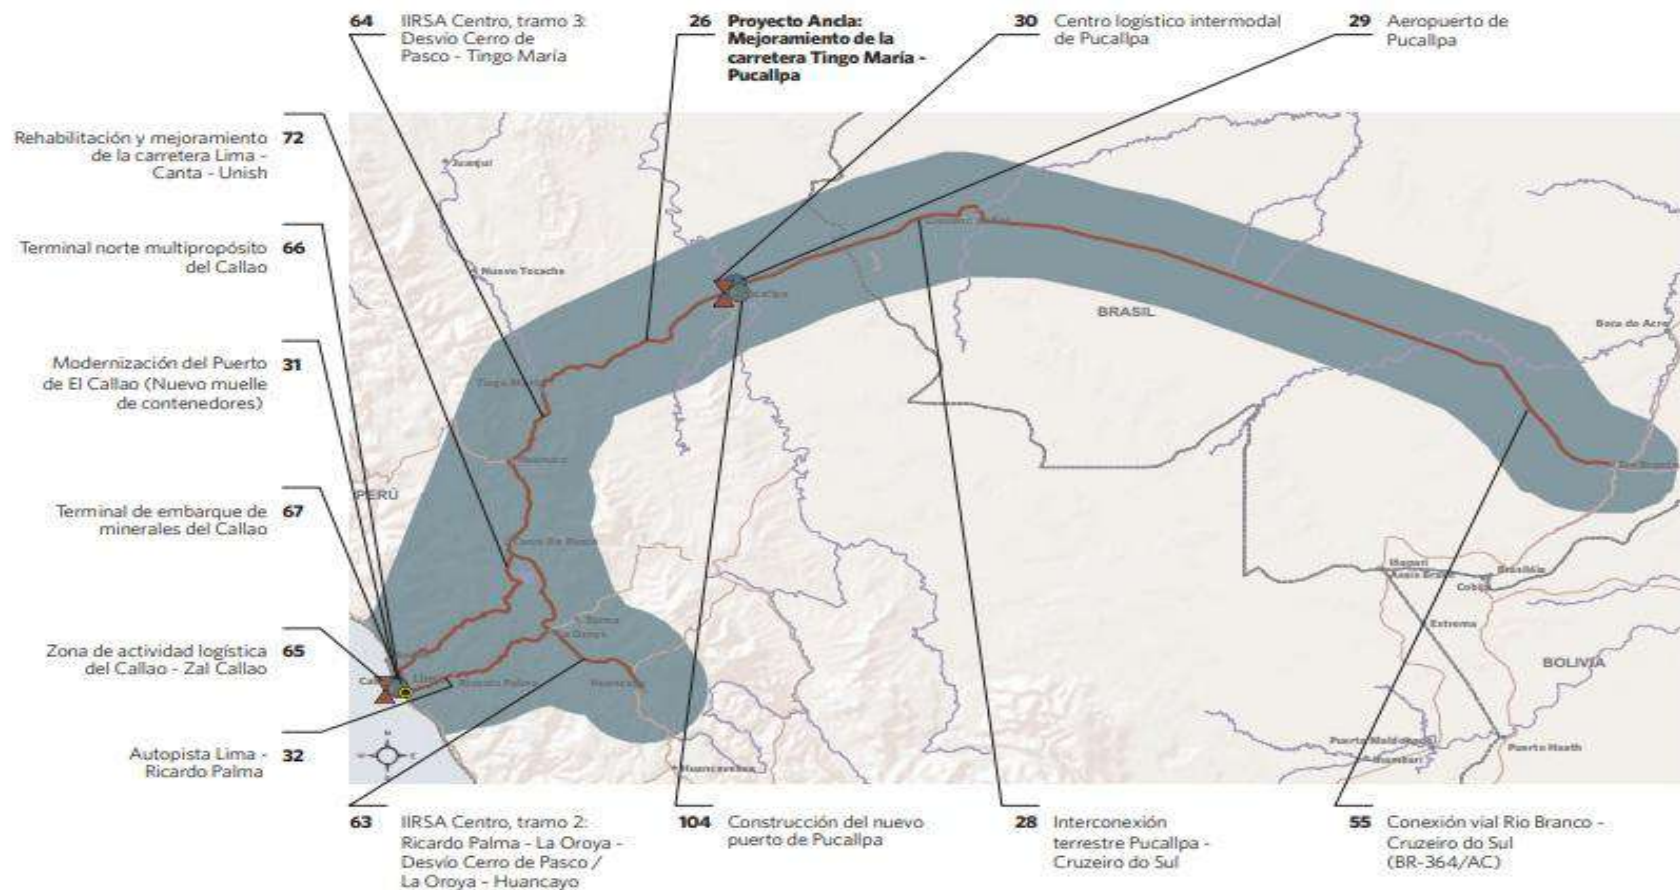 64 IIRSA Centro, tramo 3:
Desvío Cerro de
Pasco - Tingo María
26 Proyecto Ancla:
Mejoramiento de la
carretera Tingo María -
Pucallpa
30 Centro logístico intermodal
de Pucallpa
29 Aeropuerto de
Pucallpa
Rehabilitación y mejoramiento 72
de la carretera Lima -
Canta - Unish
Terminal norte multipropósito 66
del Callao
Modernización del Puerto 31
de El Callao (Nuevo muelle
de contenedores)
Terminal de embarque de 67
minerales del Callao
Zona de actividad logística 65
del Callao - Zal Callao
Autopista Lima - 32
Ricardo Palma
Juanjui
Nuevo Tocache
BRASIL
Boca do Acre
Tingo María
PERÚ
Cerro De Pasco
Tarma
La Oroya
Ricardo Palma
Huancayo
Huancavelica
Iñapari
Assis Brasil
Brasiléia
Cobija
Extrema
BOLIVIA
Puerto Maldonado
Puerto Heath
63 IIRSA Centro, tramo 2:
Ricardo Palma - La Oroya -
Desvío Cerro de Pasco /
La Oroya - Huancayo
104 Construcción del nuevo
puerto de Pucallpa
28 Interconexión
terrestre Pucallpa -
Cruzeiro do Sul
55 Conexión vial Rio Branco -
Cruzeiro do Sul
(BR-364/AC)